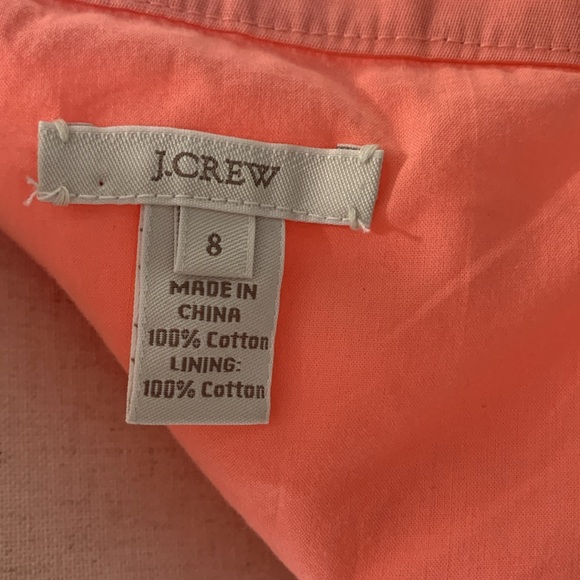 J.CREW
8
MADE IN
CHINA
100% Cotton
LINING:
100% Cotton